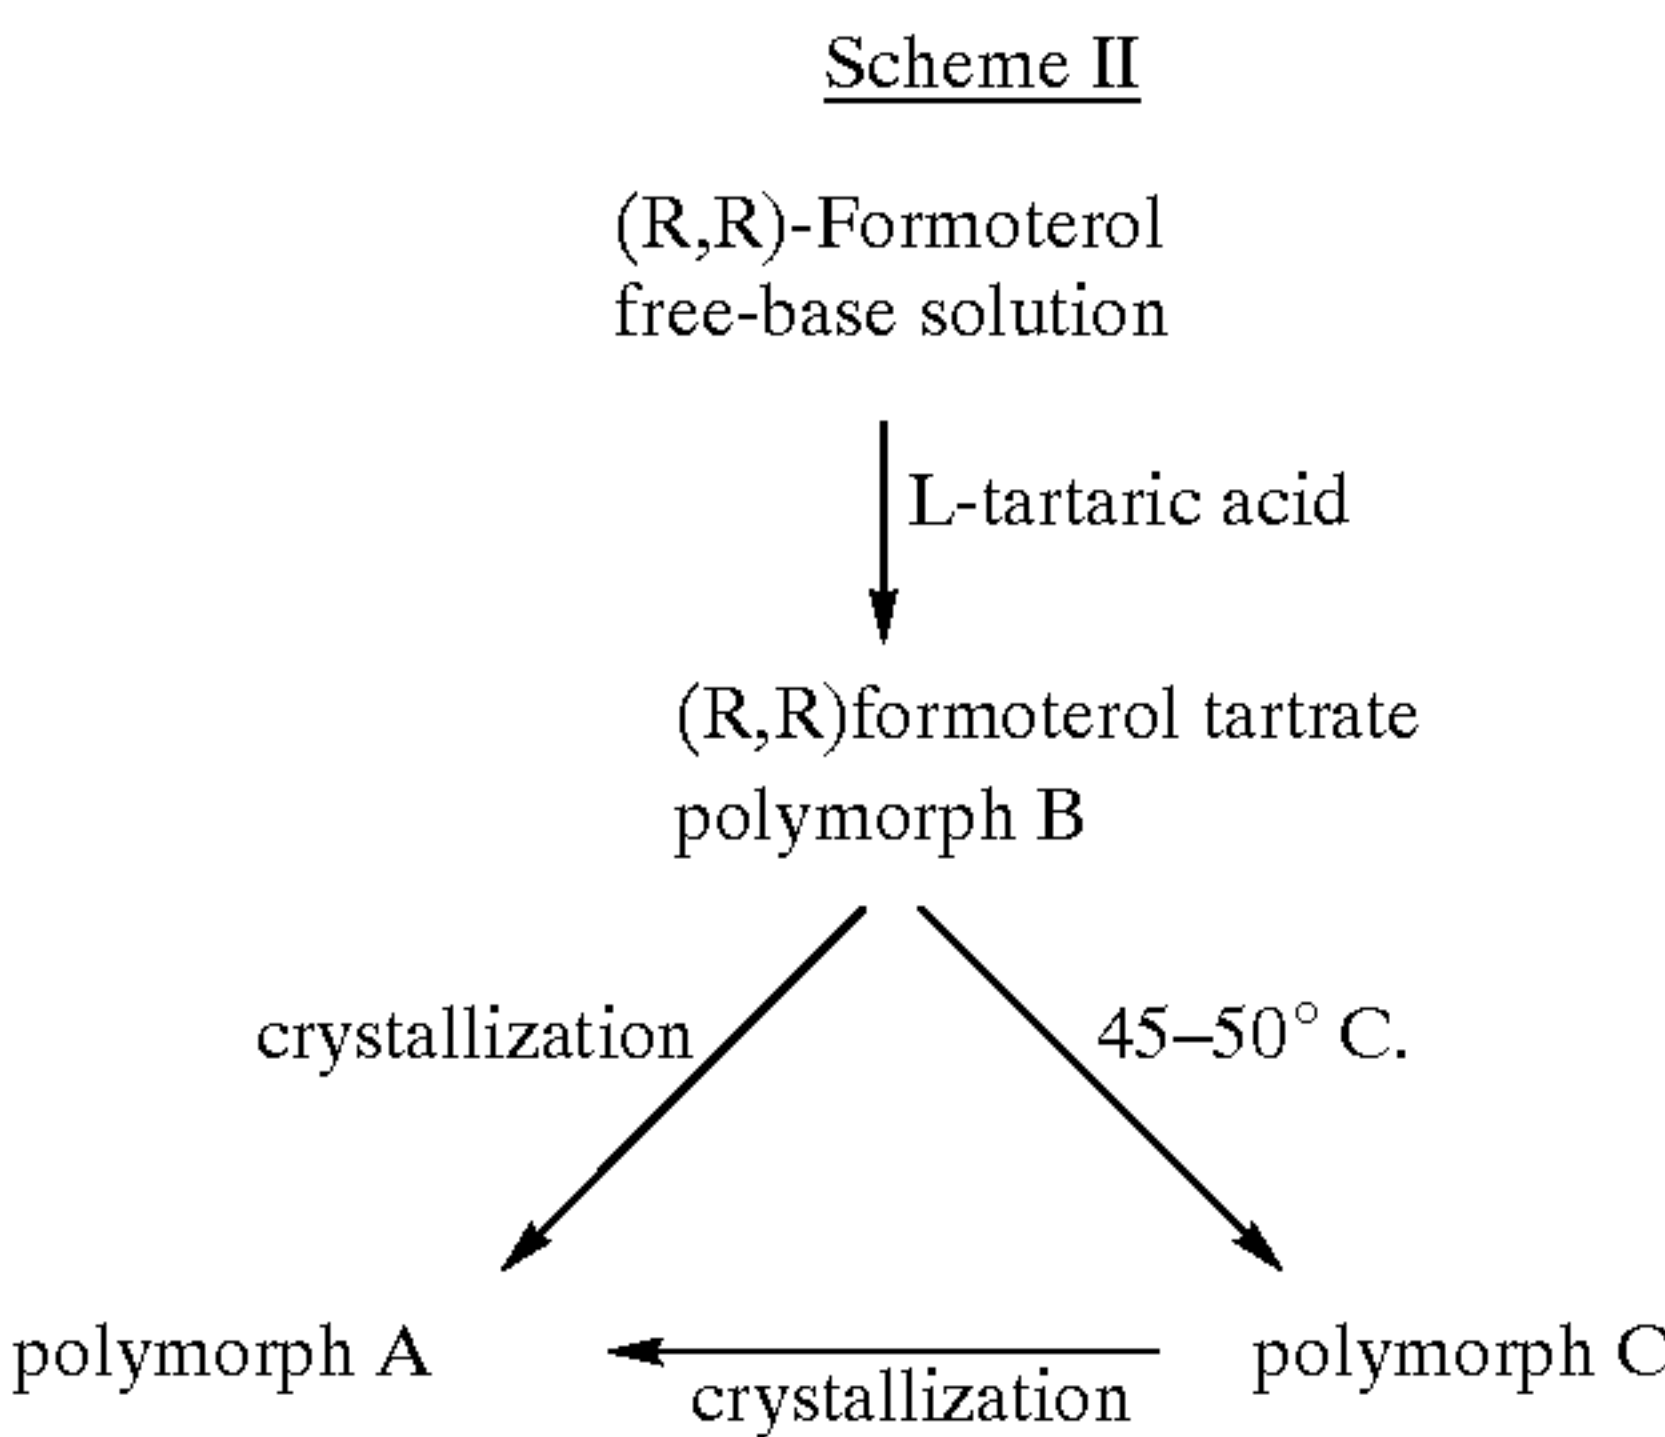 Scheme II
(R,R)-Formoterol
free-base solution
L-tartaric acid
(R,R)formoterol tartrate
polymorph B
crystallization
45–50° C.
polymorph A
crystallization
polymorph C